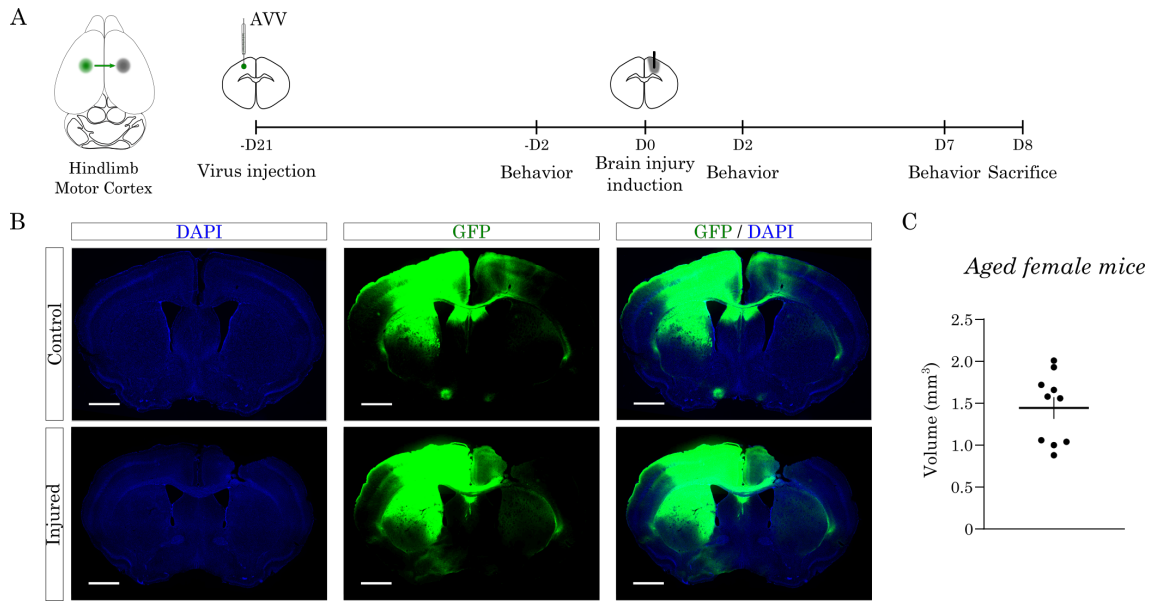 A
AVV
-D21
-D2
D0
D2
D7
D8
Hindlimb
Motor Cortex
Virus injection
Behavior
Brain injury
induction
Behavior
Behavior
Sacrifice
B
DAPI
GFP
GFP / DAPI
Control
Injured
C
Aged female mice
Volume (mm³)
2.5
2.0
1.5
1.0
0.5
0